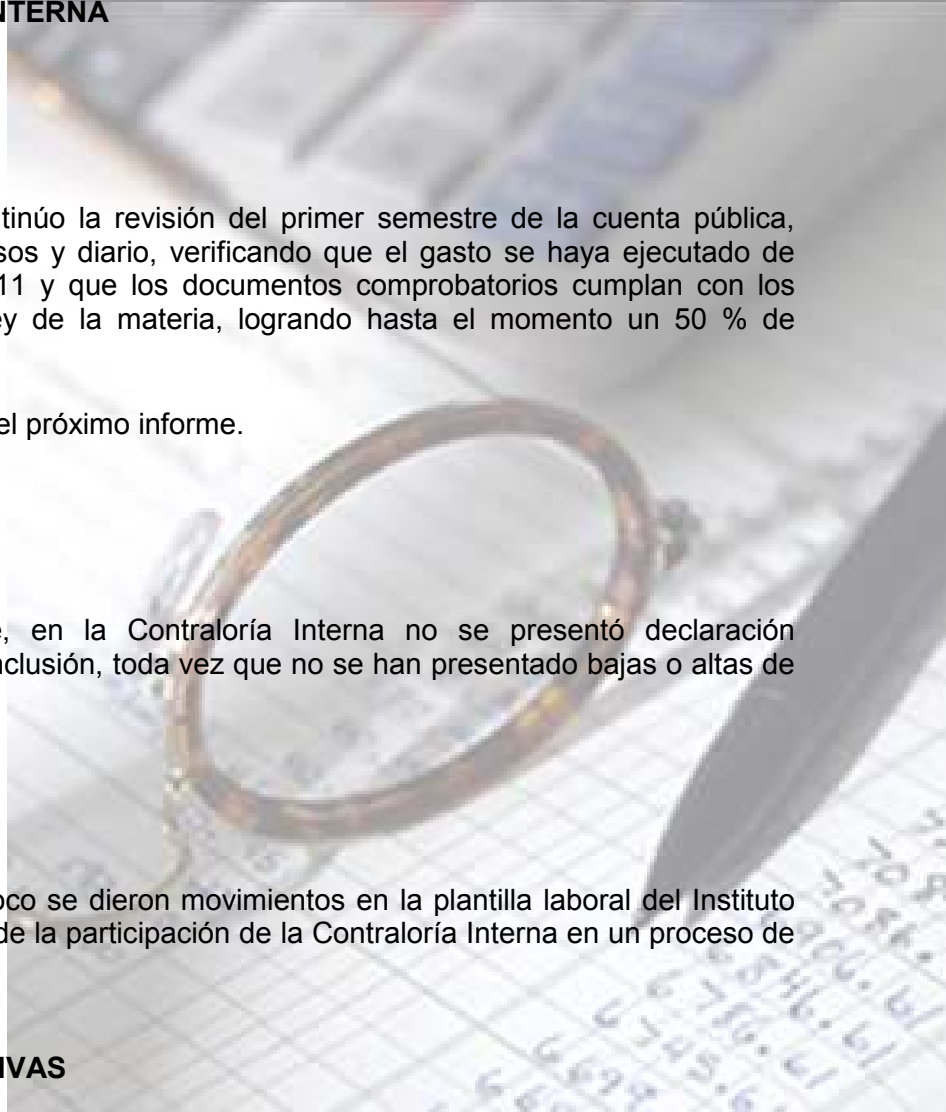 NTERNA
tinúo la revisión del primer semestre de la cuenta pública,
sos y diario, verificando que el gasto se haya ejecutado de
11 y que los documentos comprobatorios cumplan con los
ey de la materia, logrando hasta el momento un 50 % de
el próximo informe.
e, en la Contraloría Interna no se presentó declaración
nclusión, toda vez que no se han presentado bajas o altas de
oco se dieron movimientos en la plantilla laboral del Instituto
de la participación de la Contraloría Interna en un proceso de
IVAS